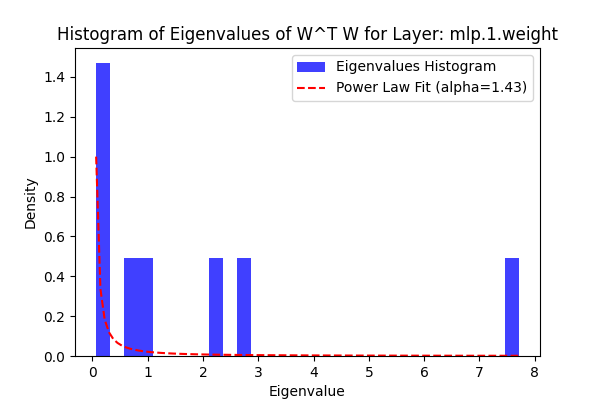 Histogram of Eigenvalues of W^T W for Layer: mlp.1.weight
Eigenvalues Histogram
Power Law Fit (alpha=1.43)
1.4
1.2
1.0
0.8
0.6
0.4
0.2
0.0
Density
0 1 2 3 4 5 6 7 8
Eigenvalue